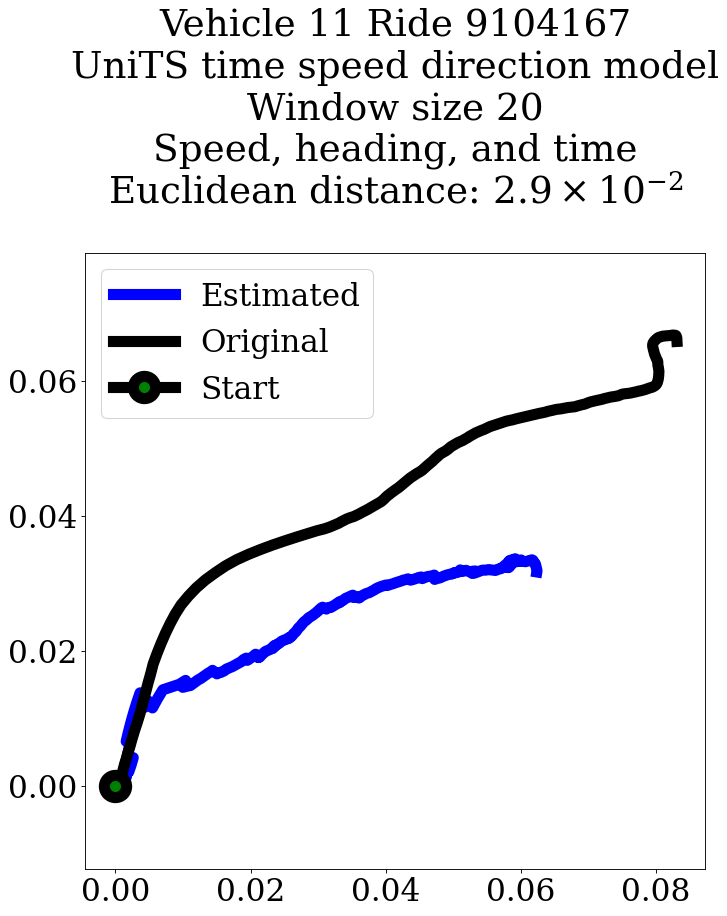 Vehicle 11 Ride 9104167
UniTS time speed direction model
Window size 20
Speed, heading, and time
Euclidean distance: 2.9 × 10⁻²
Estimated
Original
Start
0.06
0.04
0.02
0.00
0.00 0.02 0.04 0.06 0.08